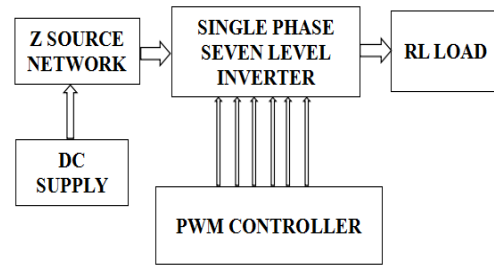 Z SOURCE
NETWORK
SINGLE PHASE
SEVEN LEVEL
INVERTER
RL LOAD
DC
SUPPLY
PWM CONTROLLER